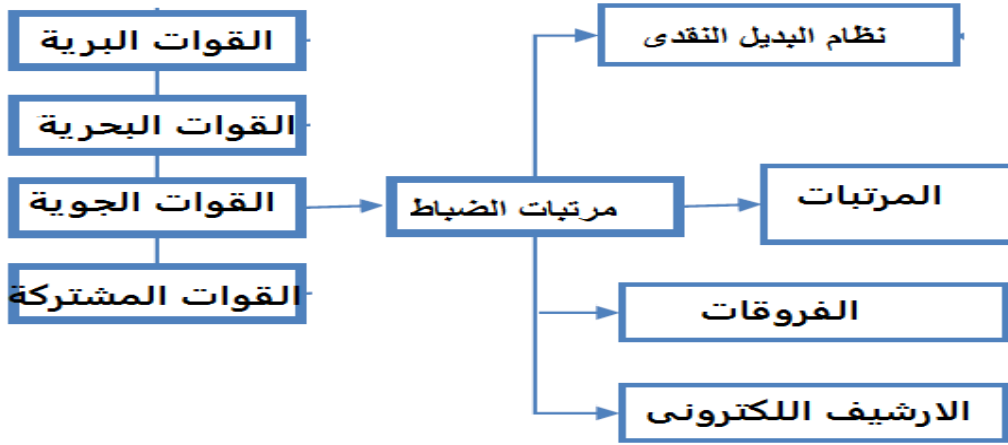 القوات البرية
القوات البحرية
القوات الجوية
القوات المشتركة
مرتبات الضباط
نظام البديل النقدى
المرتبات
الفروقات
الارشيف اللكترونى